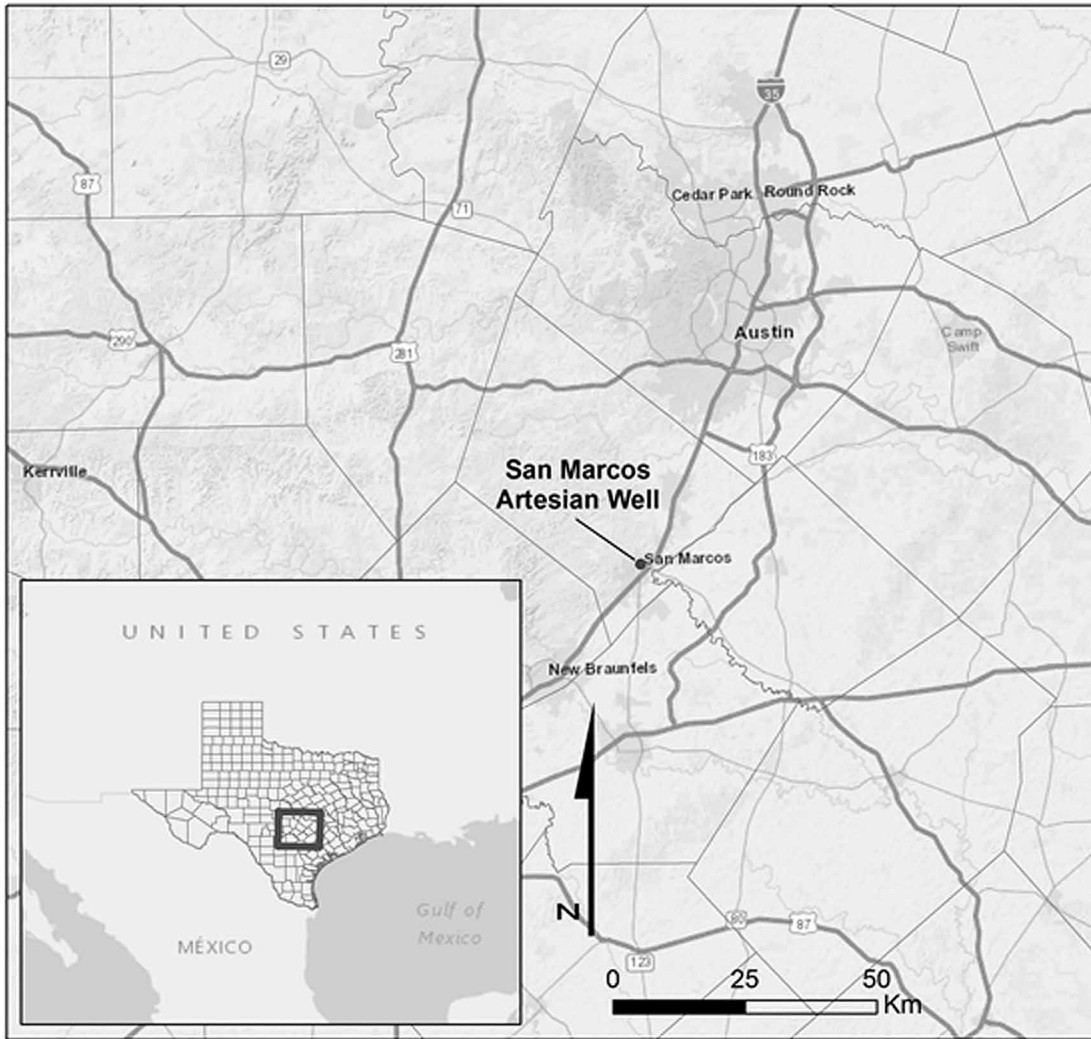 29
35
87
Cedar Park
Round Rock
71
Austin
Camp
Swift
290
281
183
Kerrville
San Marcos
Artesian Well
San Marcos
New Braunfels
UNITED STATES
Gulf of
Mexico
MÉXICO
N
80
87
123
0 25 50
Km